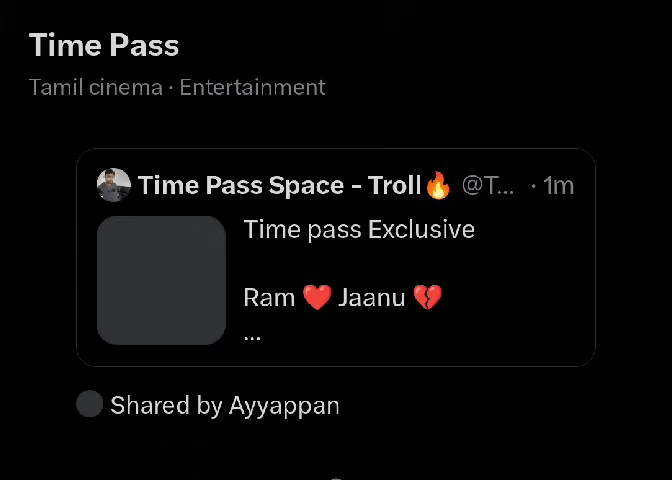 Time Pass
Tamil cinema · Entertainment
Time Pass Space - Troll🔥 @T... · 1m
Time pass Exclusive
Ram ❤️ Jaanu 💔
...
Shared by Ayyappan